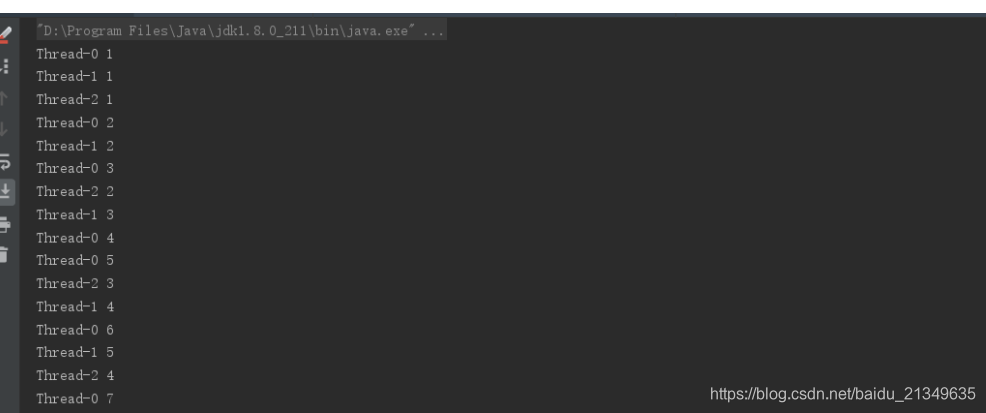 "D:\Program Files\Java\jdk1.8.0_211\bin\java.exe" ...
Thread-0 1
Thread-1 1
Thread-2 1
Thread-0 2
Thread-1 2
Thread-0 3
Thread-2 2
Thread-1 3
Thread-0 4
Thread-0 5
Thread-2 3
Thread-1 4
Thread-0 6
Thread-1 5
Thread-2 4
Thread-0 7
https://blog.csdn.net/baidu_21349635